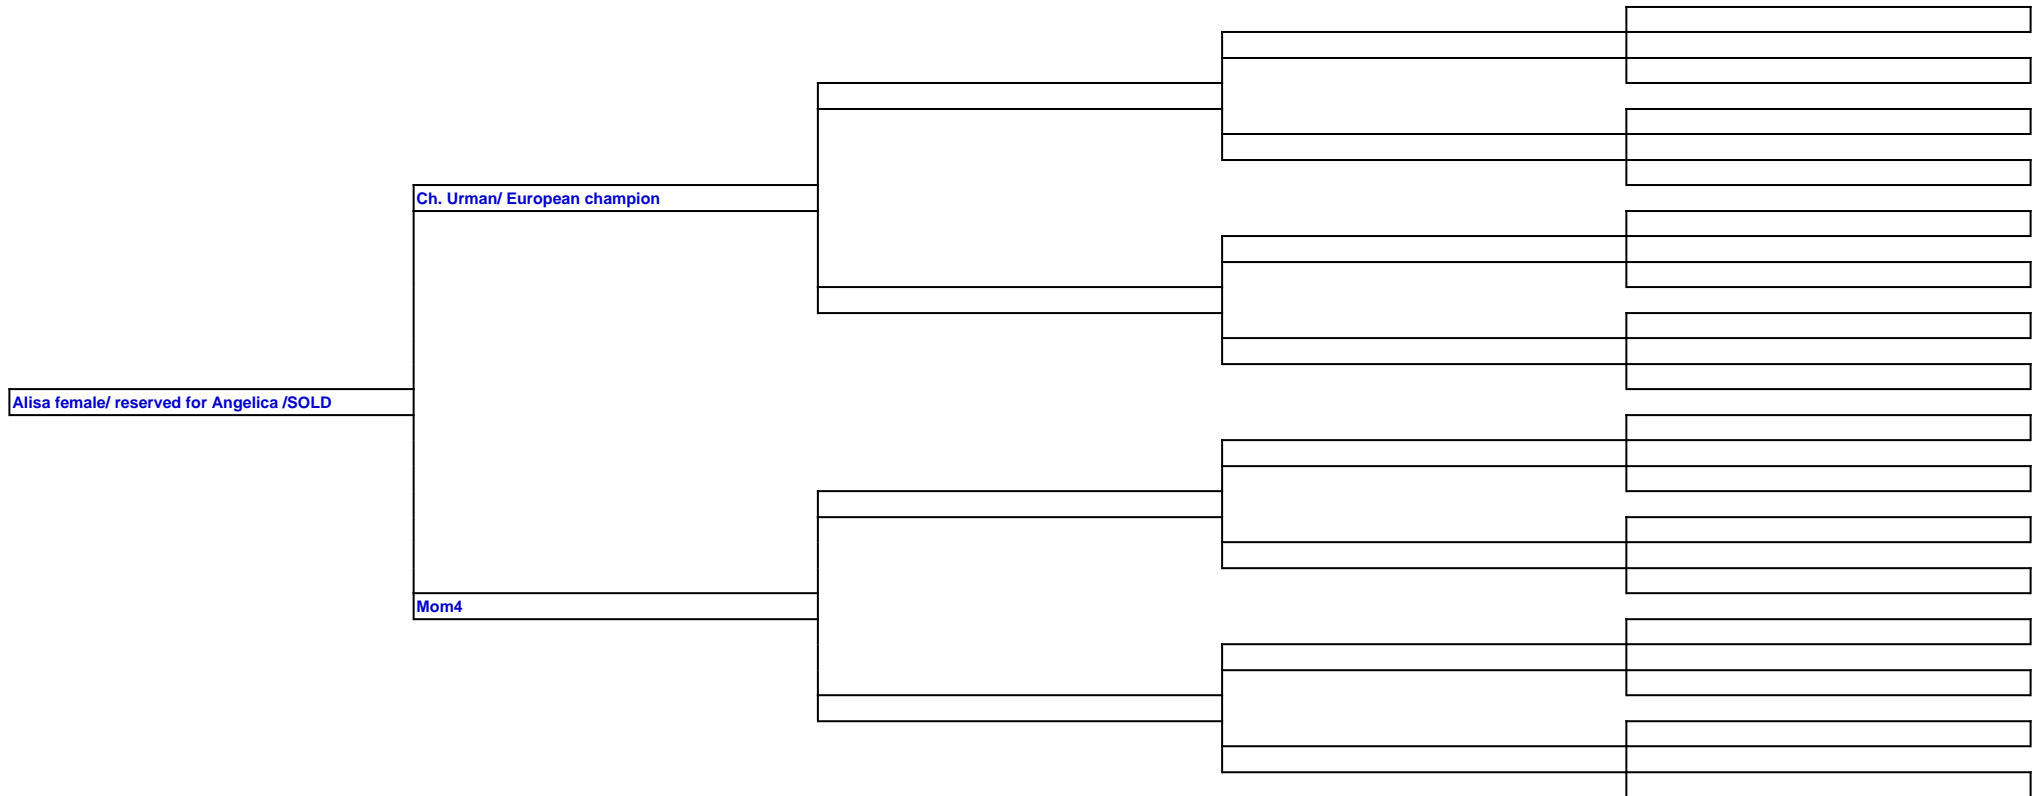 Ch. Urman/ European champion
Alisa female/ reserved for Angelica /SOLD
Mom4